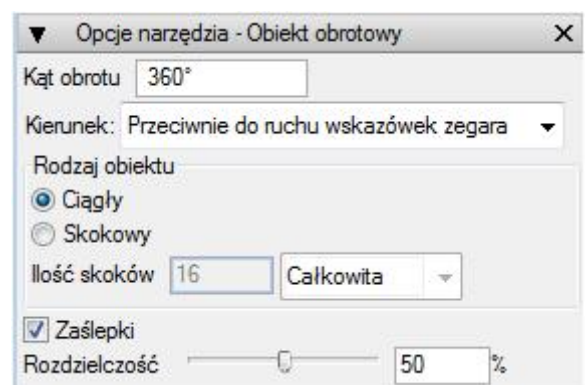 Opcje narzędzia - Obiekt obrotowy
Kąt obrotu 360°
Kierunek: Przeciwnie do ruchu wskazówek zegara
Rodzaj obiektu
Ciągły
Skokowy
Ilość skoków 16 Całkowita
Zaślepki
Rozdzielczość 50 %